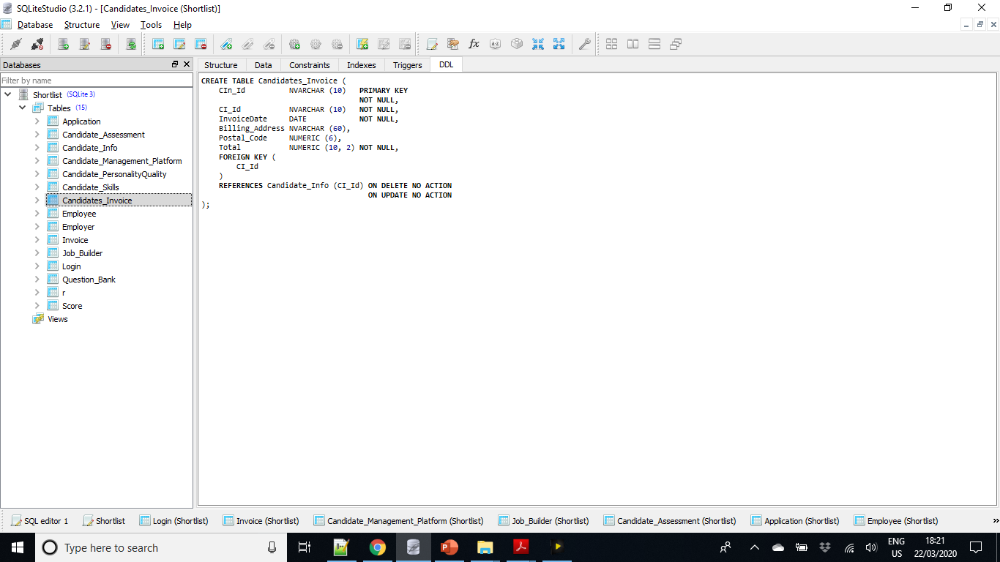 SQLiteStudio (3.2.1) - [Candidates_Invoice (Shortlist)]
Database Structure View Tools Help
Databases
Filter by name
Shortlist (SQLite 3)
Tables (15)
Application
Candidate_Assessment
Candidate_Info
Candidate_Management_Platform
Candidate_PersonalityQuality
Candidate_Skills
Candidates_Invoice
Employee
Employer
Invoice
Job_Builder
Login
Question_Bank
r
Score
Views
Structure Data Constraints Indexes Triggers DDL
CREATE TABLE Candidates_Invoice (
CIn_Id NVARCHAR (10) PRIMARY KEY
NOT NULL,
CI_Id NVARCHAR (10) NOT NULL,
InvoiceDate DATE NOT NULL,
Billing_Address NVARCHAR (60),
Postal_Code NUMERIC (6),
Total NUMERIC (10, 2) NOT NULL,
FOREIGN KEY (
CI_Id
)
REFERENCES Candidate_Info (CI_Id) ON DELETE NO ACTION
ON UPDATE NO ACTION
);
SQL editor 1 Shortlist Login (Shortlist) Invoice (Shortlist) Candidate_Management_Platform (Shortlist) Job_Builder (Shortlist) Candidate_Assessment (Shortlist) Application (Shortlist) Employee (Shortlist) »
Type here to search
ENG
US
18:21
22/03/2020